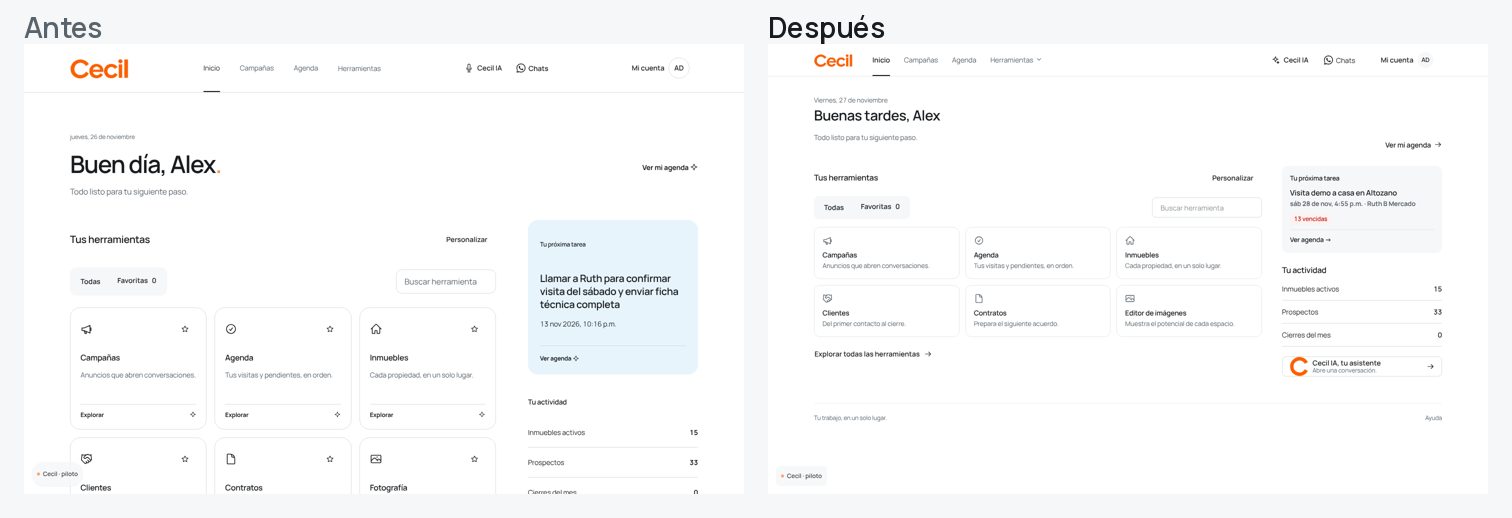 Antes
Cecil
Inicio Campañas Agenda Herramientas Cecil IA Chats Mi cuenta AD
jueves, 26 de noviembre
Buen día, Alex.
Ver mi agenda
Todo listo para tu siguiente paso.
Tus herramientas Personalizar
Todas Favoritas 0 Buscar herramienta
Campañas
Anuncios que abren conversaciones.
Explorar
Agenda
Tus visitas y pendientes, en orden.
Explorar
Inmuebles
Cada propiedad, en un solo lugar.
Explorar
Clientes
Contratos
Fotografía
Cecil · piloto
Tu próxima tarea
Llamar a Ruth para confirmar
visita del sábado y enviar ficha
técnica completa
13 nov 2026, 10:16 p.m.
Ver agenda
Tu actividad
Inmuebles activos 15
Prospectos 33
Cierres del mes 0
Después
Cecil
Inicio Campañas Agenda Herramientas Cecil IA Chats Mi cuenta AD
Viernes, 27 de noviembre
Buenas tardes, Alex
Todo listo para tu siguiente paso.
Ver mi agenda →
Tus herramientas Personalizar
Todas Favoritas 0 Buscar herramienta
Campañas
Anuncios que abren conversaciones.
Agenda
Tus visitas y pendientes, en orden.
Inmuebles
Cada propiedad, en un solo lugar.
Clientes
Del primer contacto al cierre.
Contratos
Prepara el siguiente acuerdo.
Editor de imágenes
Muestra el potencial de cada espacio.
Explorar todas las herramientas →
Tu próxima tarea
Visita demo a casa en Altozano
sáb 28 de nov, 4:55 p.m. · Ruth B Mercado
13 vencidas
Ver agenda →
Tu actividad
Inmuebles activos 15
Prospectos 33
Cierres del mes 0
Cecil IA, tu asistente
Abre una conversación. →
Tu trabajo, en un solo lugar. Ayuda
Cecil · piloto